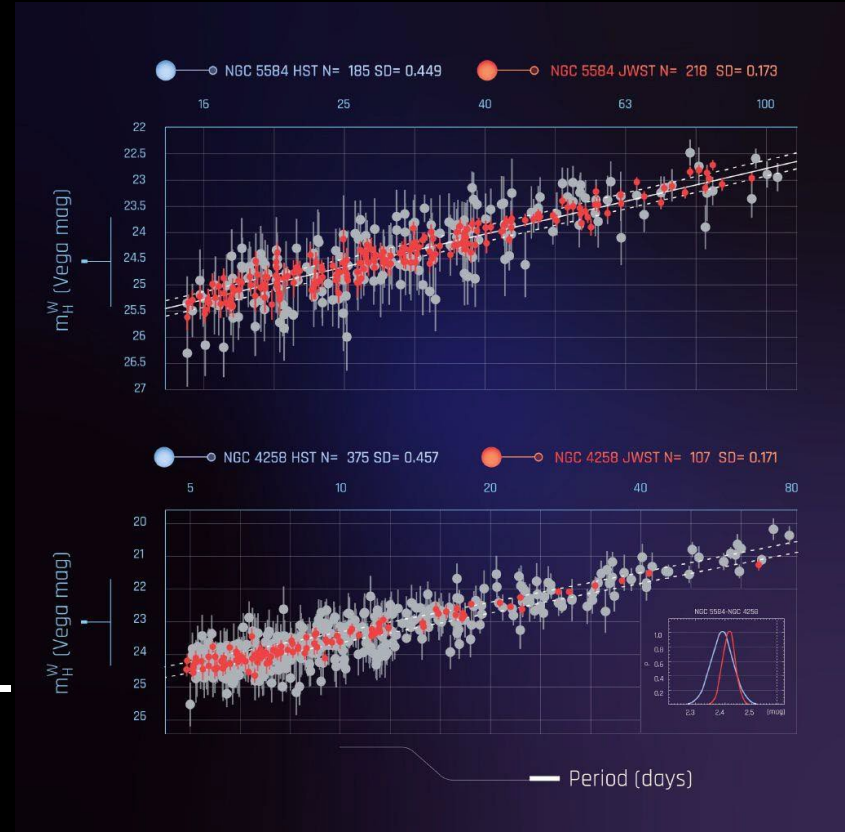 NGC 5584 HST N= 185 SD= 0.449 NGC 5584 JWST N= 218 SD= 0.173
16 25 40 63 100
22
22.5
23
23.5
24
24.5
25
25.5
26
26.5
27
m_H^W (Vega mag)
NGC 4258 HST N= 375 SD= 0.457 NGC 4258 JWST N= 107 SD= 0.171
5 10 20 40 80
20
21
22
23
24
25
25
m_H^W (Vega mag)
NGC 5584-NGC 4258
1.0
0.8
0.6
0.4
0.2
P
2.3 2.4 2.5 (mag)
Period (days)